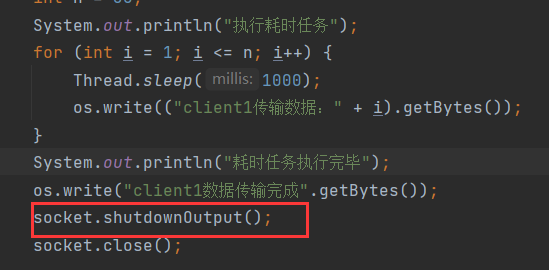 System.out.println("执行耗时任务");
for (int i = 1; i <= n; i++) {
Thread.sleep( millis: 1000);
os.write(("client1传输数据：" + i).getBytes());
}
System.out.println("耗时任务执行完毕");
os.write("client1数据传输完成".getBytes());
socket.shutdownOutput();
socket.close();